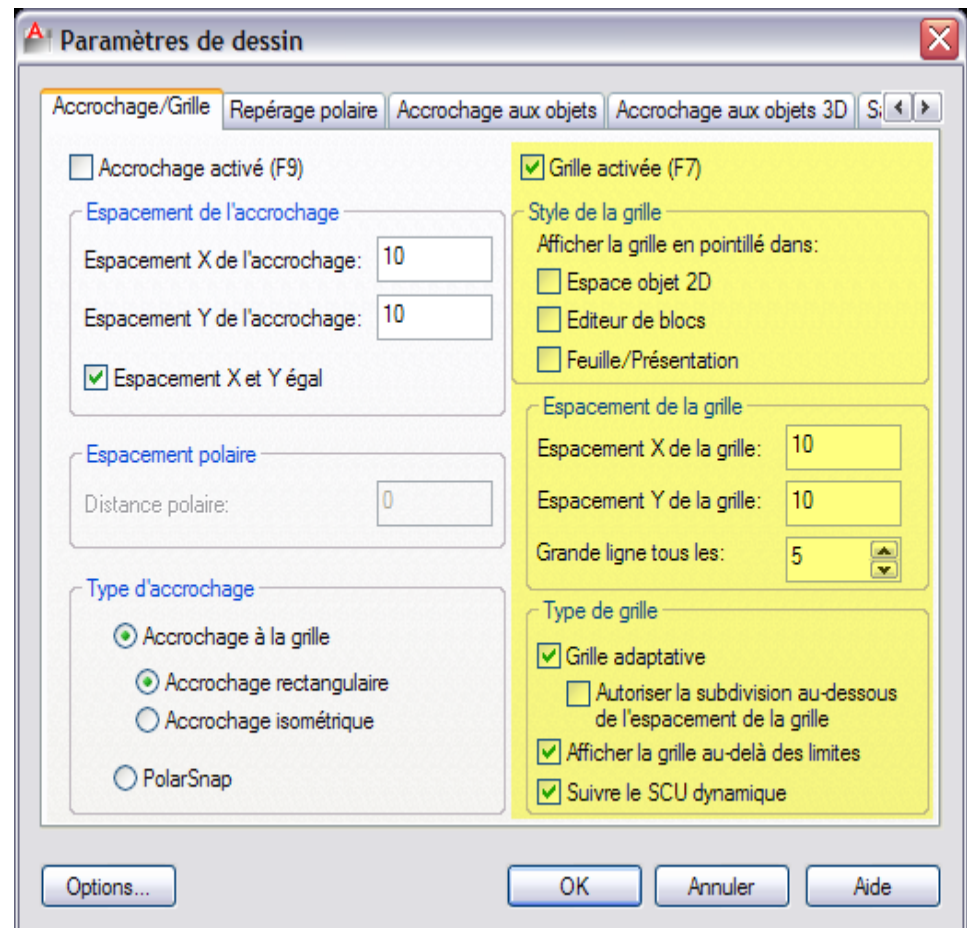 Paramètres de dessin
Accrochage/Grille Repérage polaire Accrochage aux objets Accrochage aux objets 3D
Accrochage activé (F9)
Espacement de l'accrochage
Espacement X de l'accrochage: 10
Espacement Y de l'accrochage: 10
Espacement X et Y égal
Espacement polaire
Distance polaire: 0
Type d'accrochage
Accrochage à la grille
Accrochage rectangulaire
Accrochage isométrique
PolarSnap
Grille activée (F7)
Style de la grille
Afficher la grille en pointillé dans:
Espace objet 2D
Editeur de blocs
Feuille/Présentation
Espacement de la grille
Espacement X de la grille: 10
Espacement Y de la grille: 10
Grande ligne tous les: 5
Type de grille
Grille adaptative
Autoriser la subdivision au-dessous
de l'espacement de la grille
Afficher la grille au-delà des limites
Suivre le SCU dynamique
Options... OK Annuler Aide